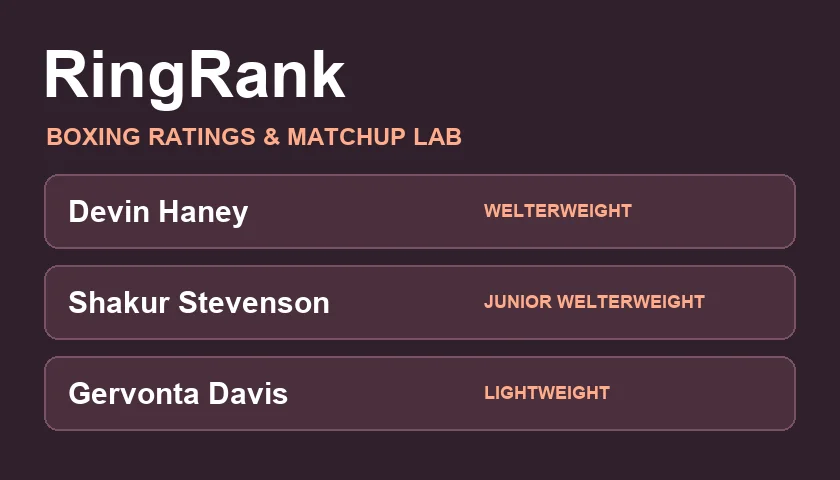 RingRank
BOXING RATINGS & MATCHUP LAB
Devin Haney WELTERWEIGHT
Shakur Stevenson JUNIOR WELTERWEIGHT
Gervonta Davis LIGHTWEIGHT